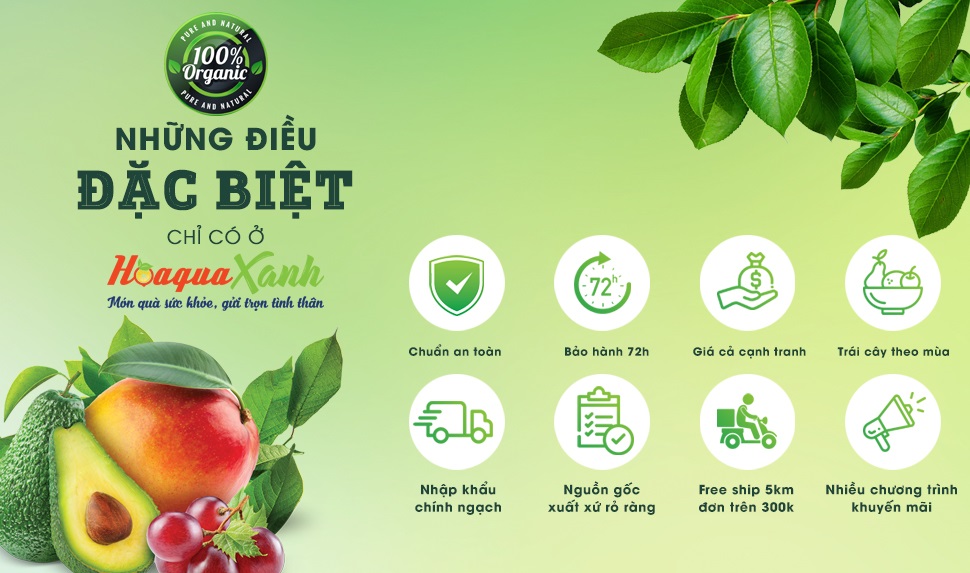 PURE AND NATURAL
100%
Organic
PURE AND NATURAL
NHỮNG ĐIỀU
ĐẶC BIỆT
CHỈ CÓ Ở
HoaquaXanh
Món quà sức khỏe, gửi trọn tình thân
72h
$
Chuẩn an toàn
Bảo hành 72h
Giá cả cạnh tranh
Trái cây theo mùa
Nhập khẩu
chính ngạch
Nguồn gốc
xuất xứ rỏ ràng
Free ship 5km
đơn trên 300k
Nhiều chương trình
khuyến mãi